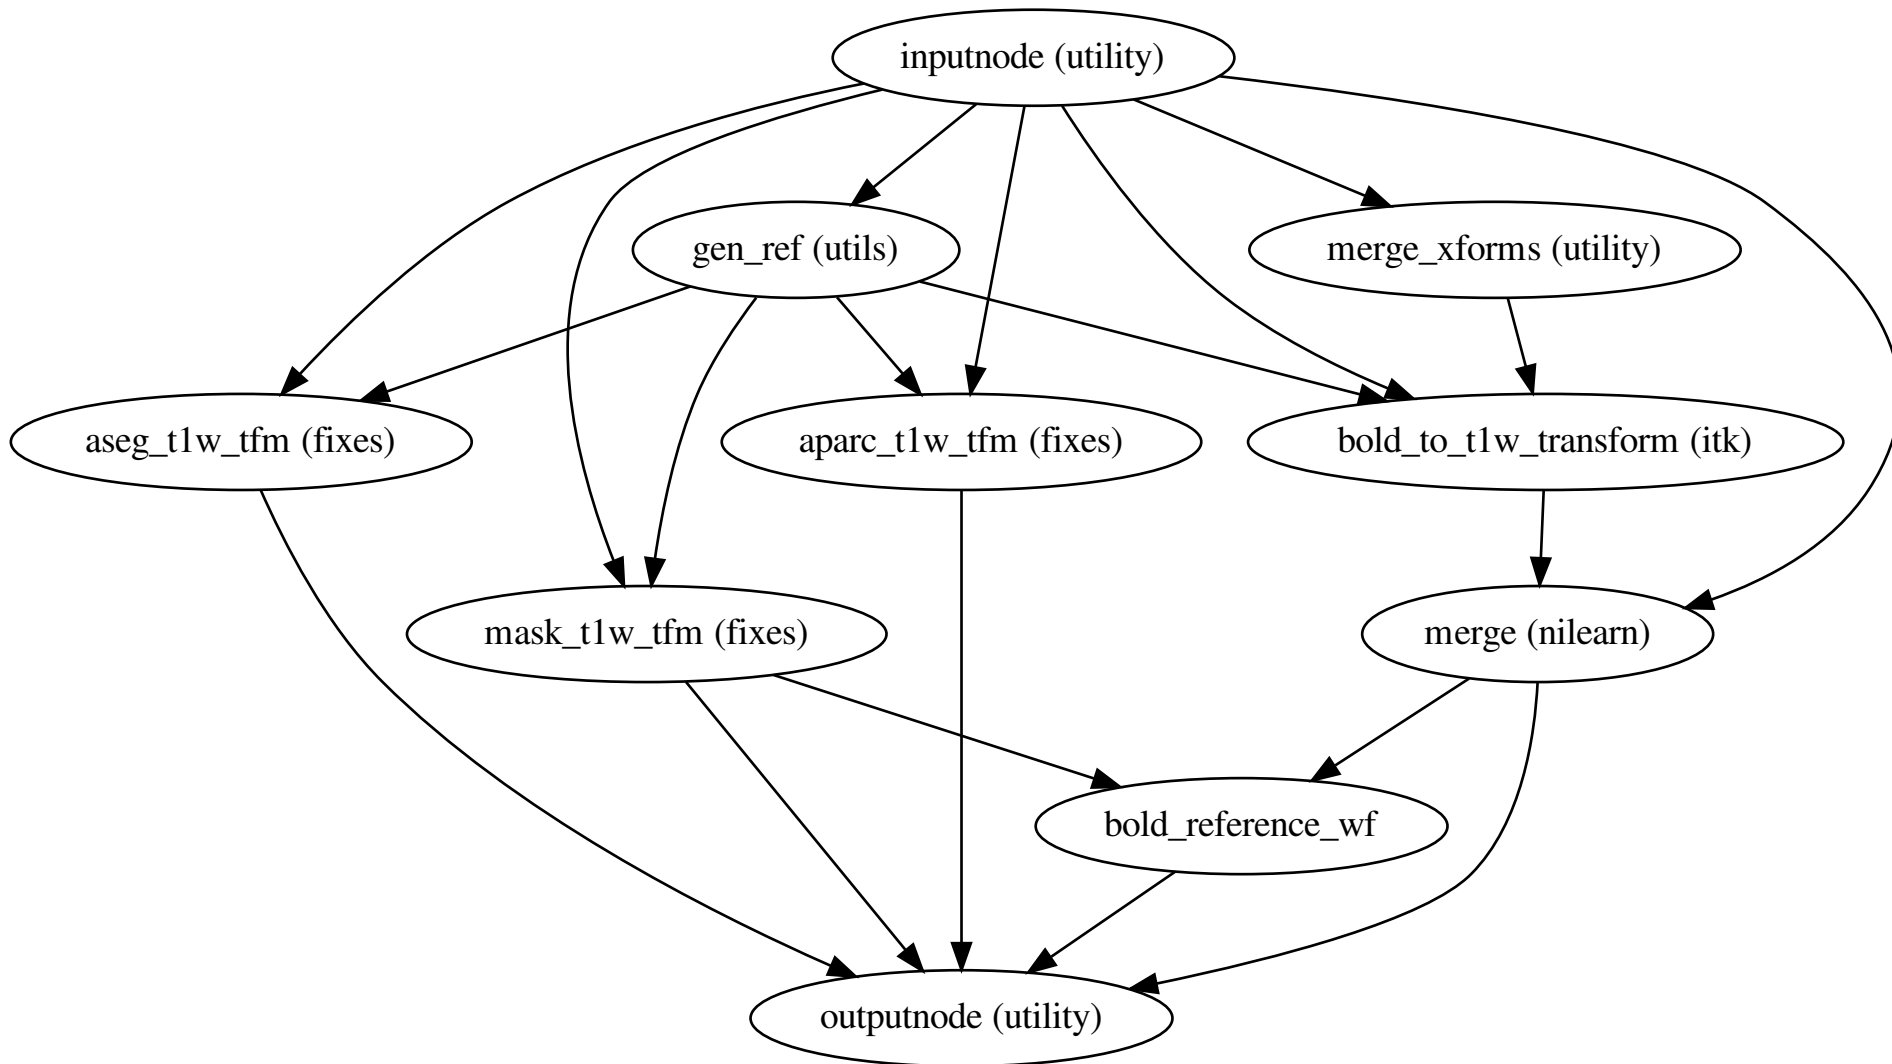 inputnode (utility)
gen_ref (utils)
merge_xforms (utility)
aseg_t1w_tfm (fixes)
aparc_t1w_tfm (fixes)
bold_to_t1w_transform (itk)
mask_t1w_tfm (fixes)
merge (nilearn)
bold_reference_wf
outputnode (utility)